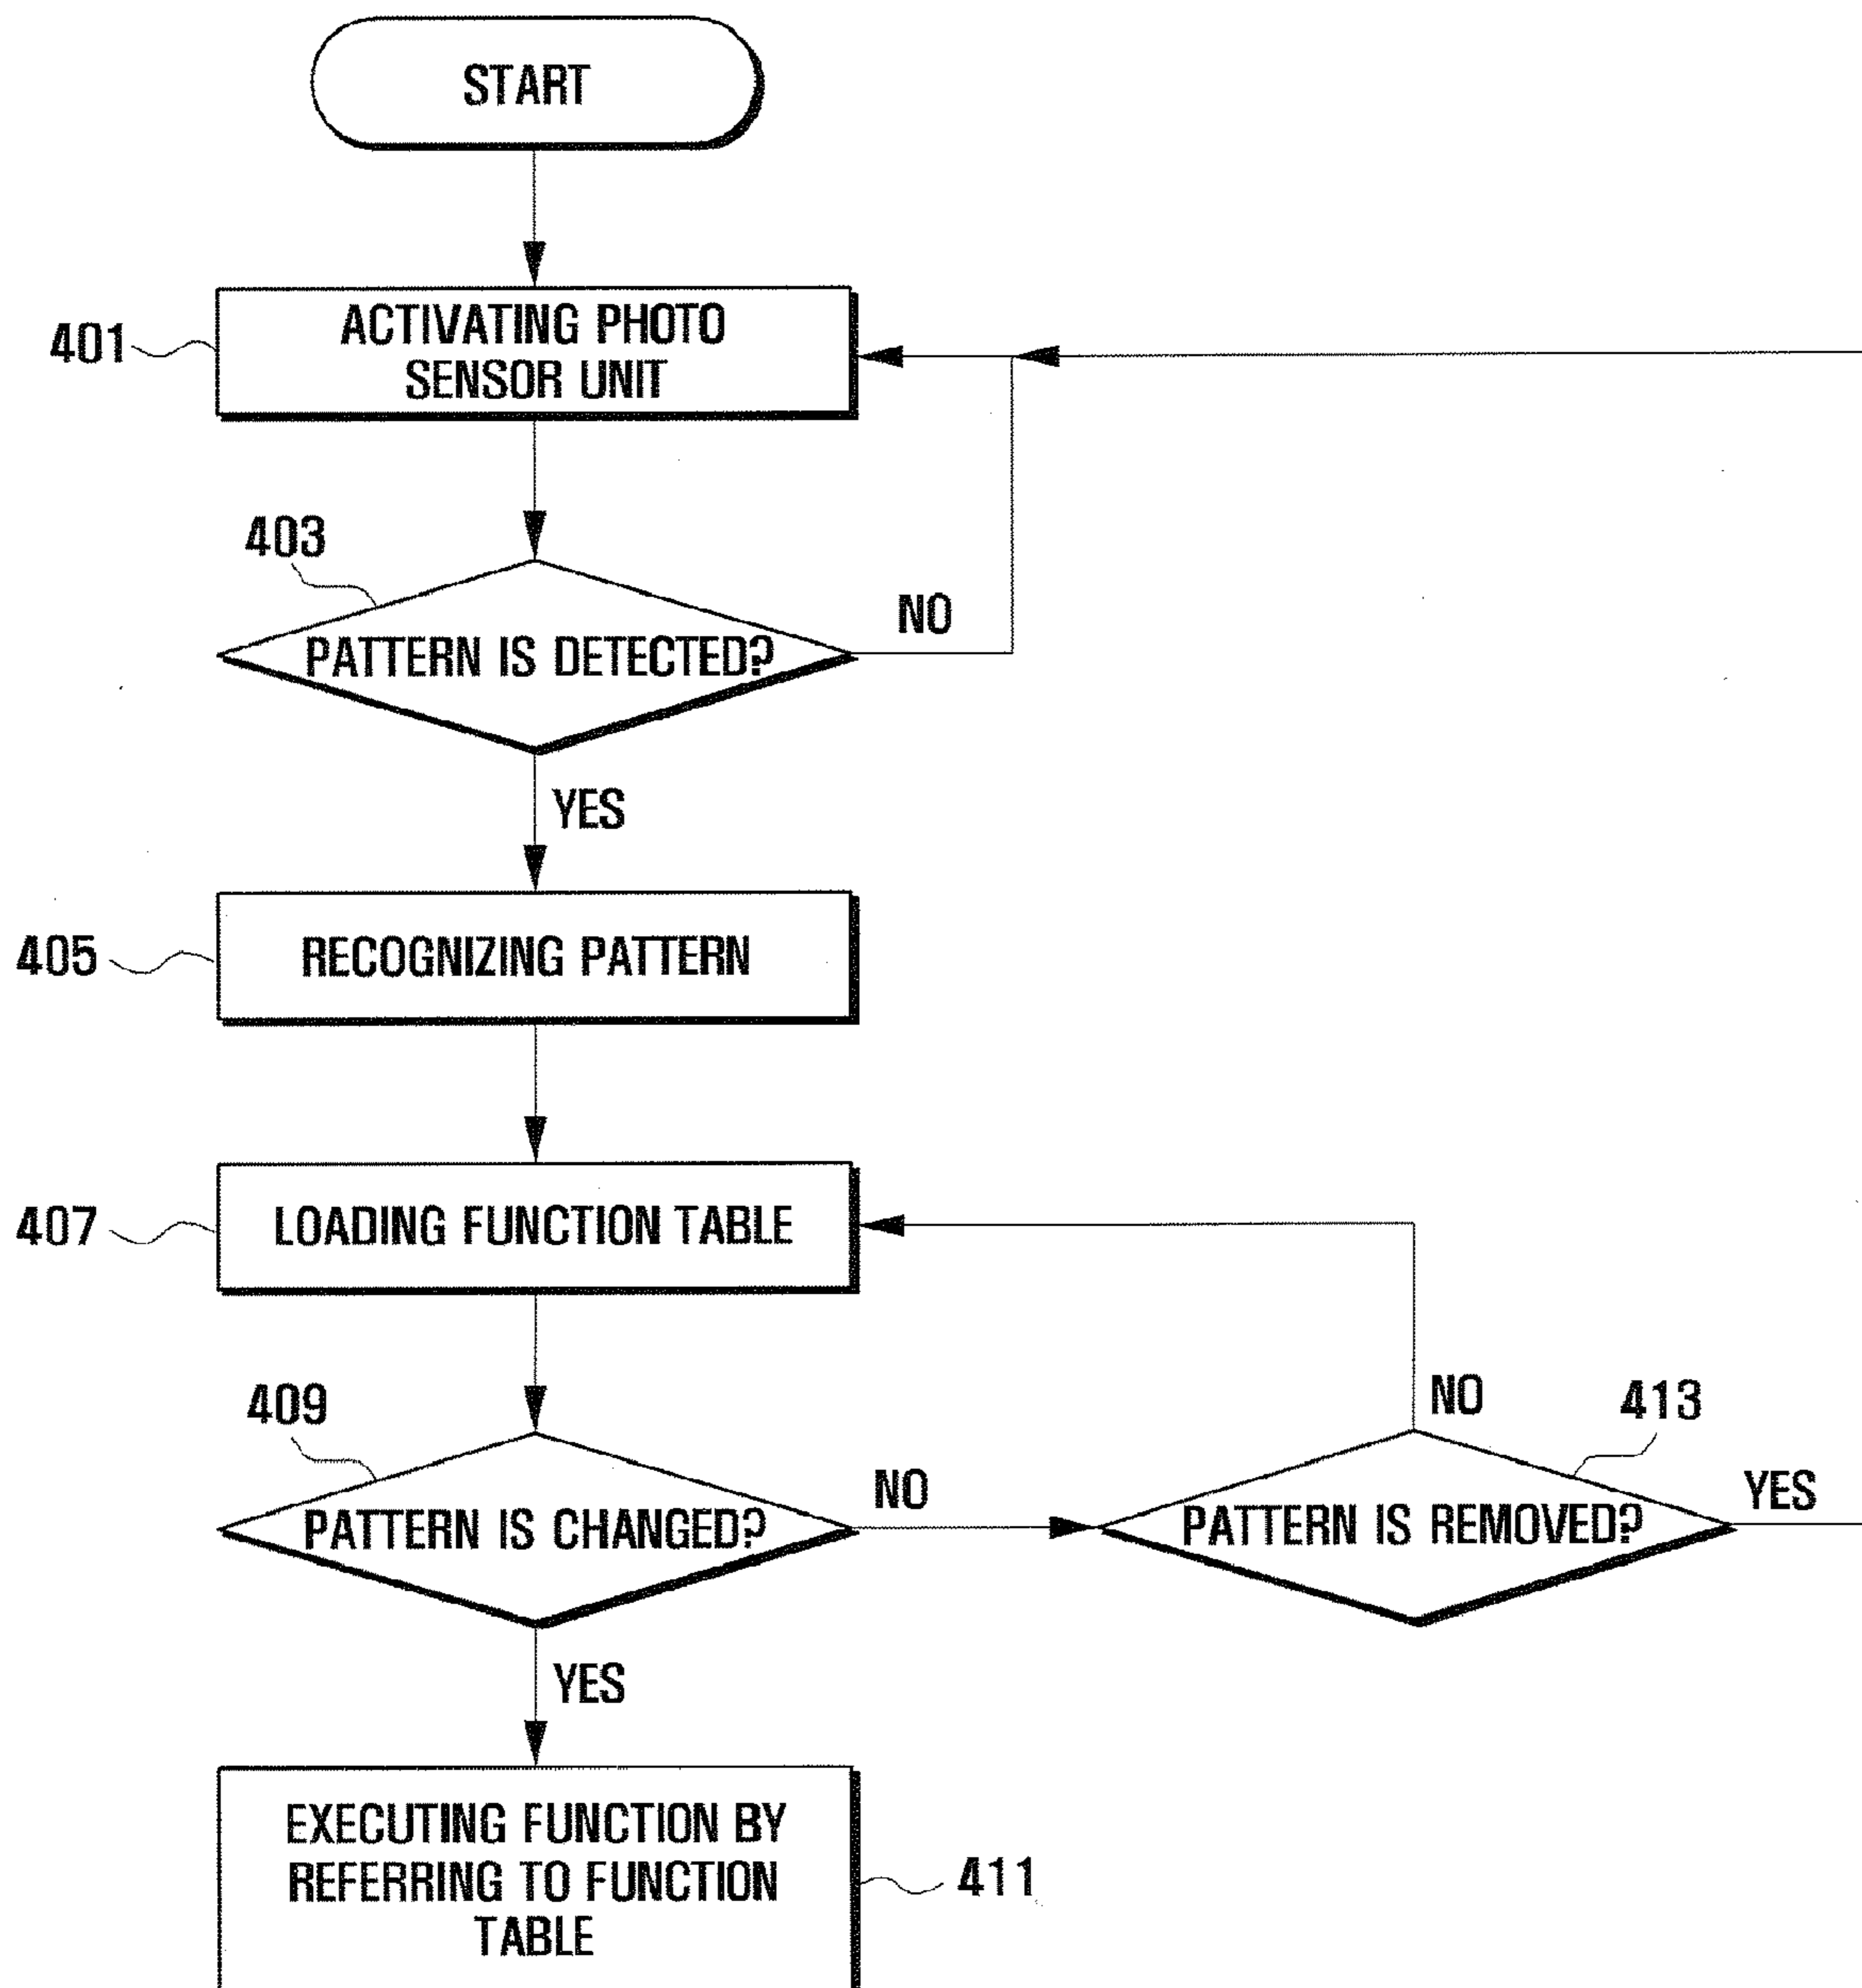 START
401
ACTIVATING PHOTO
SENSOR UNIT
403
PATTERN IS DETECTED?
NO
YES
405
RECOGNIZING PATTERN
407
LOADING FUNCTION TABLE
409
PATTERN IS CHANGED?
NO
NO
413
PATTERN IS REMOVED?
YES
YES
EXECUTING FUNCTION BY
REFERRING TO FUNCTION
TABLE
411